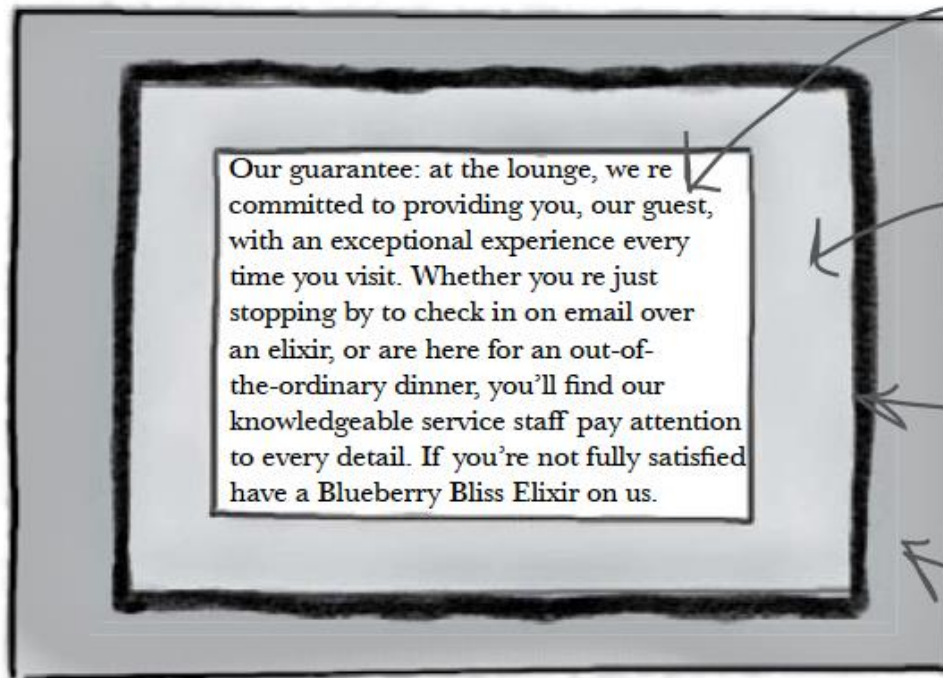 Our guarantee: at the lounge, we re
committed to providing you, our guest,
with an exceptional experience every
time you visit. Whether you re just
stopping by to check in on email over
an elixir, or are here for an out-of-
the-ordinary dinner, you’ll find our
knowledgeable service staff pay attention
to every detail. If you’re not fully satisfied
have a Blueberry Bliss Elixir on us.